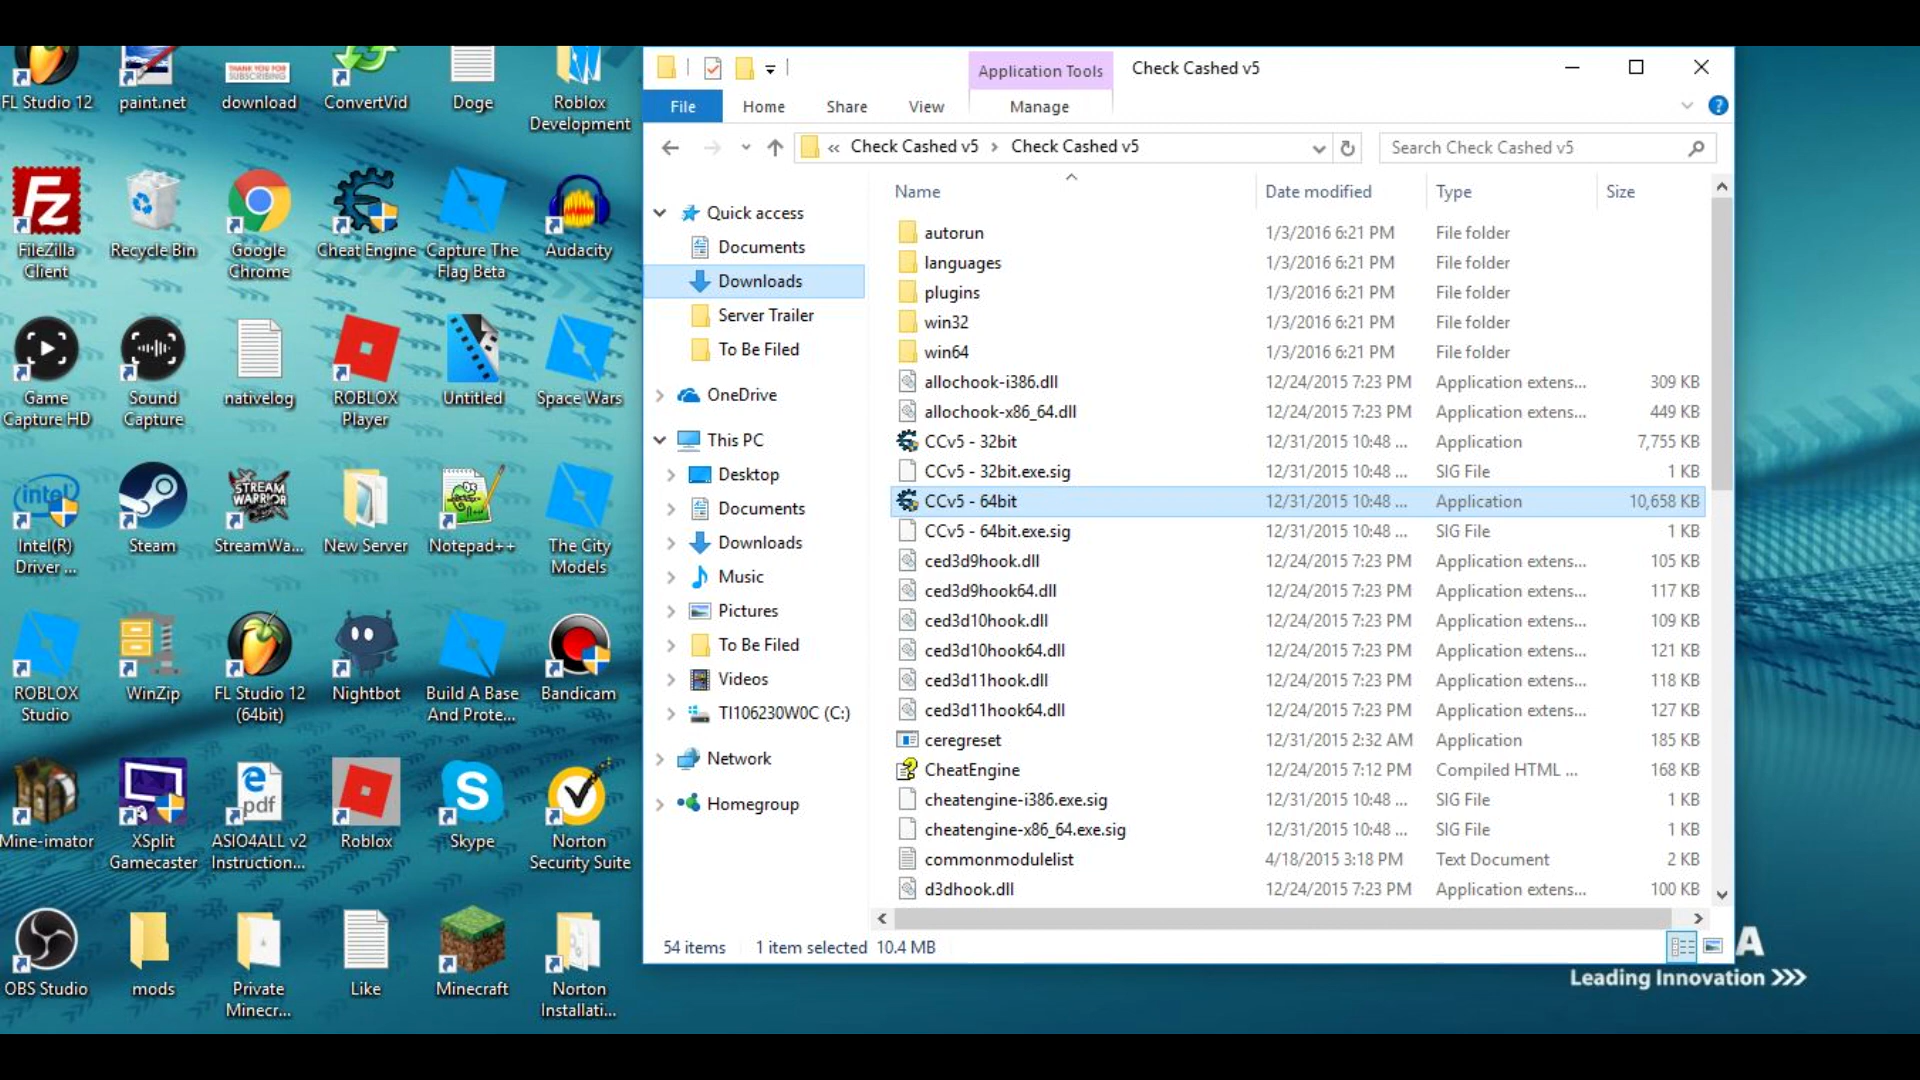 FL Studio 12
paint.net
THANK YOU FOR
SUBSCRIBING
download
ConvertVid
Doge
Roblox
Development
FileZilla
Client
Recycle Bin
Google
Chrome
Cheat Engine
Capture The
Flag Beta
Audacity
Game
Capture HD
Sound
Capture
nativelog
ROBLOX
Player
Untitled
Space Wars
intel
Intel(R)
Driver ...
Steam
STREAM
WARRIOR
StreamWa...
New Server
Notepad++
The City
Models
ROBLOX
Studio
WinZip
FL Studio 12
(64bit)
Nightbot
Build A Base
And Prote...
Bandicam
Mine-imator
XSplit
Gamecaster
pdf
ASIO4ALL v2
Instruction...
Roblox
Skype
Norton
Security Suite
OBS Studio
mods
Private
Minecr...
Like
Minecraft
Norton
Installati...
Application Tools
Check Cashed v5
File
Home
Share
View
Manage
« Check Cashed v5 › Check Cashed v5
Search Check Cashed v5
Quick access
Documents
Downloads
Server Trailer
To Be Filed
OneDrive
This PC
Desktop
Documents
Downloads
Music
Pictures
To Be Filed
Videos
TI106230W0C (C:)
Network
Homegroup
Name Date modified Type Size
autorun 1/3/2016 6:21 PM File folder
languages 1/3/2016 6:21 PM File folder
plugins 1/3/2016 6:21 PM File folder
win32 1/3/2016 6:21 PM File folder
win64 1/3/2016 6:21 PM File folder
allochook-i386.dll 12/24/2015 7:23 PM Application extens... 309 KB
allochook-x86_64.dll 12/24/2015 7:23 PM Application extens... 449 KB
CCv5 - 32bit 12/31/2015 10:48 ... Application 7,755 KB
CCv5 - 32bit.exe.sig 12/31/2015 10:48 ... SIG File 1 KB
CCv5 - 64bit 12/31/2015 10:48 ... Application 10,658 KB
CCv5 - 64bit.exe.sig 12/31/2015 10:48 ... SIG File 1 KB
ced3d9hook.dll 12/24/2015 7:23 PM Application extens... 105 KB
ced3d9hook64.dll 12/24/2015 7:23 PM Application extens... 117 KB
ced3d10hook.dll 12/24/2015 7:23 PM Application extens... 109 KB
ced3d10hook64.dll 12/24/2015 7:23 PM Application extens... 121 KB
ced3d11hook.dll 12/24/2015 7:23 PM Application extens... 118 KB
ced3d11hook64.dll 12/24/2015 7:23 PM Application extens... 127 KB
ceregreset 12/31/2015 2:32 AM Application 185 KB
CheatEngine 12/24/2015 7:12 PM Compiled HTML ... 168 KB
cheatengine-i386.exe.sig 12/31/2015 10:48 ... SIG File 1 KB
cheatengine-x86_64.exe.sig 12/31/2015 10:48 ... SIG File 1 KB
commonmodulelist 4/18/2015 3:18 PM Text Document 2 KB
d3dhook.dll 12/24/2015 7:23 PM Application extens... 100 KB
54 items 1 item selected 10.4 MB
A
Leading Innovation >>>